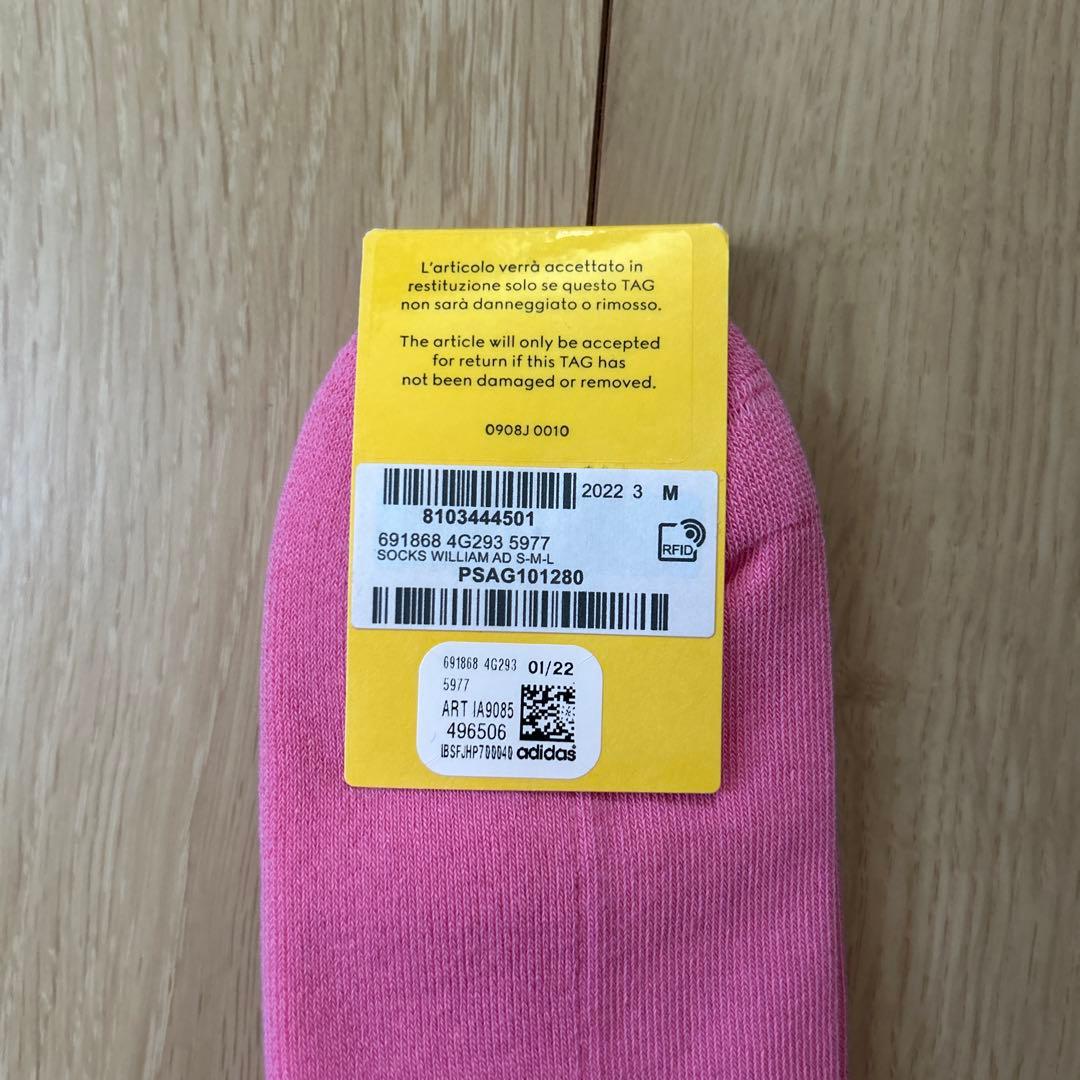 L'articolo verrà accettato in
restituzione solo se questo TAG
non sarà danneggiato o rimosso.
The article will only be accepted
for return if this TAG has
not been damaged or removed.
0908J 0010
2022 3 M
8103444501
691868 4G293 5977
SOCKS WILLIAM AD S-M-L
RFID
PSAG101280
691868 4G293 01/22
5977
ART IA9085
496506
IBSFJHP700040 adidas